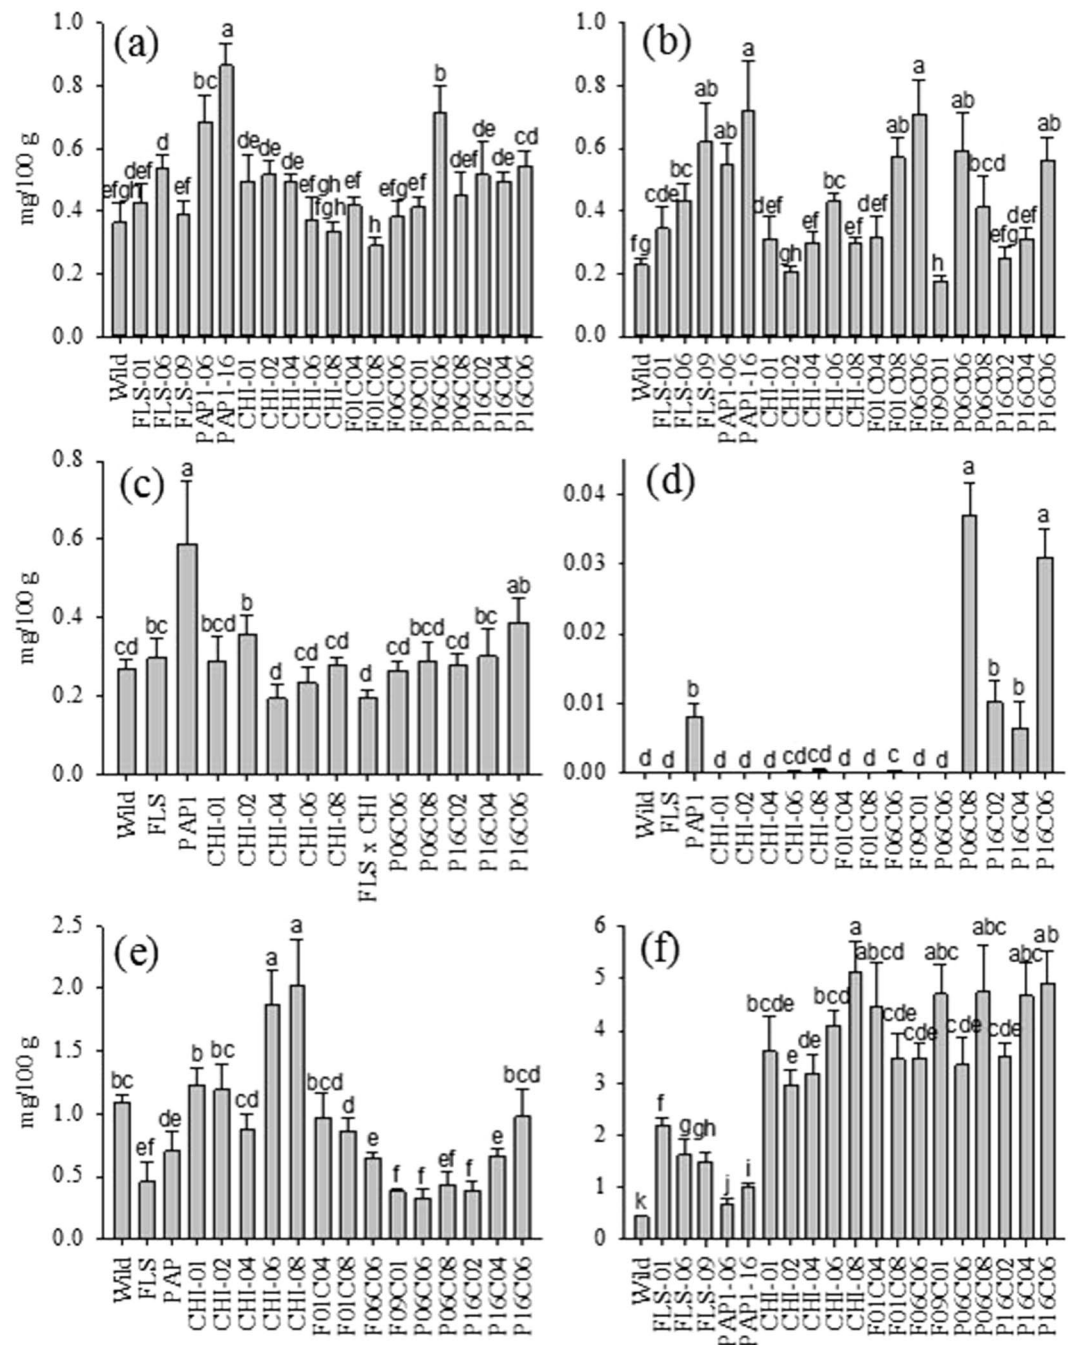 (a)
mg/100 g
1.0
0.8
0.6
0.4
0.2
0.0
efgh def d ef bc a de de de ef gh fgh ef h efg ef b def de de cd
Wild FLS-01 FLS-06 FLS-09 PAP1-06 PAP1-16 CHI-01 CHI-02 CHI-04 CHI-06 CHI-08 F01C04 F01C08 F06C06 F09C01 P06C06 P06C08 P16C02 P16C04 P16C06
(b)
1.0
0.8
0.6
0.4
0.2
0.0
fg cde bc ab ab a def gh ef bc ef def ab a h ab bcd efg def ab
Wild FLS-01 FLS-06 FLS-09 PAP1-06 PAP1-16 CHI-01 CHI-02 CHI-04 CHI-06 CHI-08 F01C04 F01C08 F06C06 F09C01 P06C06 P06C08 P16C02 P16C04 P16C06
(c)
mg/100 g
0.8
0.6
0.4
0.2
0.0
cd bc a bcd b d cd cd d cd bcd cd bc ab
Wild FLS PAP1 CHI-01 CHI-02 CHI-04 CHI-06 CHI-08 FLS x CHI P06C06 P06C08 P16C02 P16C04 P16C06
(d)
0.04
0.03
0.02
0.01
0.00
d d b d d d cd cd d d c d d a b b a
Wild FLS PAP1 CHI-01 CHI-02 CHI-04 CHI-06 CHI-08 F01C04 F01C08 F06C06 F09C01 P06C06 P06C08 P16C02 P16C04 P16C06
(e)
mg/100 g
2.5
2.0
1.5
1.0
0.5
0.0
bc ef de b bc cd a a bcd d e f f ef f e bcd
Wild FLS PAP CHI-01 CHI-02 CHI-04 CHI-06 CHI-08 F01C04 F01C08 F06C06 F09C01 P06C06 P06C08 P16C02 P16C04 P16C06
(f)
6
5
4
3
2
1
0
k f g gh j i bcde e de bcd a abcd cde cde abc cde abc cde abc ab
Wild FLS-01 FLS-06 FLS-09 PAP1-06 PAP1-16 CHI-01 CHI-02 CHI-04 CHI-06 CHI-08 F01C04 F01C08 F06C06 F09C01 P06C06 P06C08 P16C02 P16C04 P16C06